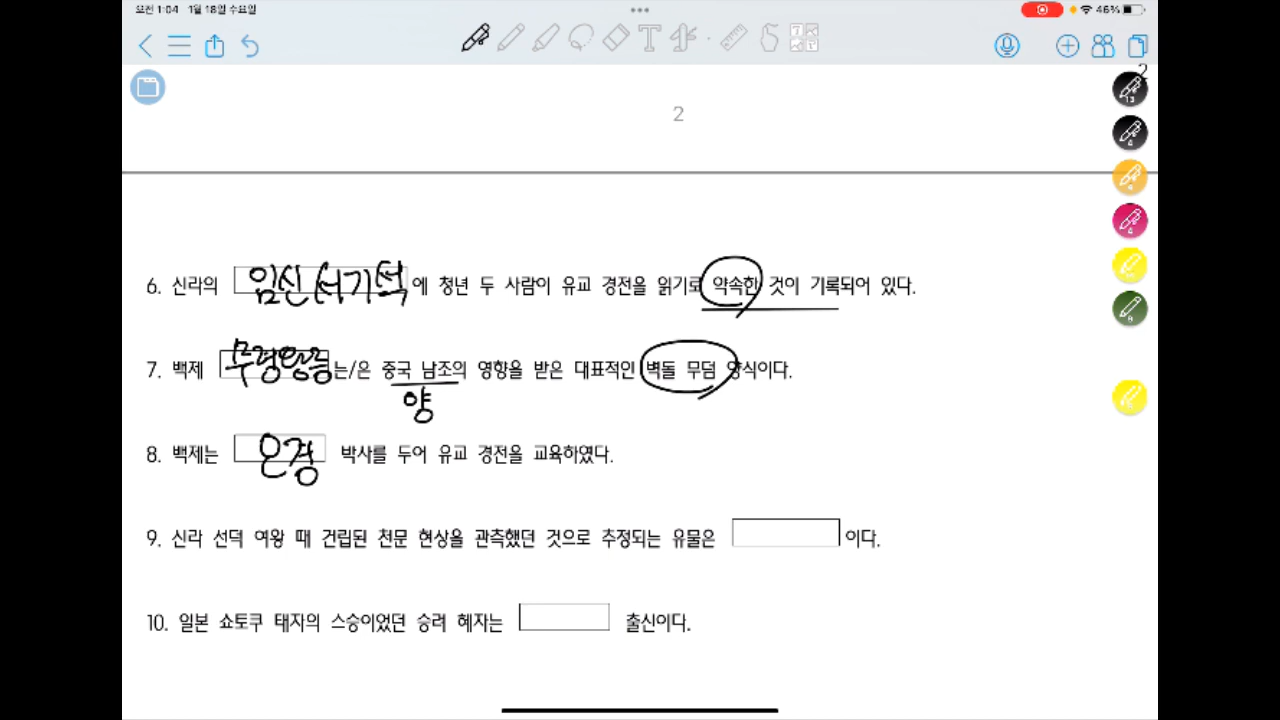 오전 1:04 1월 18일 수요일 46%
2
13
2
6. 신라의 임신서기석에 청년 두 사람이 유교 경전을 읽기로 약속한 것이 기록되어 있다.
7. 백제 무령왕릉는/은 중국 남조의 영향을 받은 대표적인 벽돌 무덤 양식이다.
양
8. 백제는 오경 박사를 두어 유교 경전을 교육하였다.
9. 신라 선덕 여왕 때 건립된 천문 현상을 관측했던 것으로 추정되는 유물은 이다.
10. 일본 쇼토쿠 태자의 스승이었던 승려 혜자는 출신이다.